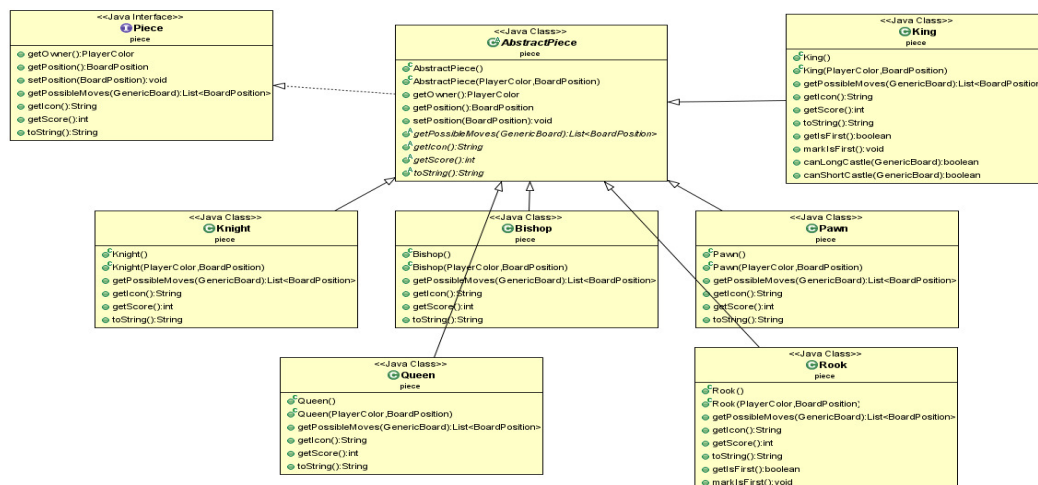 <<Java Interface>>
Piece
piece
getOwner():PlayerColor
getPosition():BoardPosition
setPosition(BoardPosition):void
getPossibleMoves(GenericBoard):List<BoardPosition>
getIcon():String
getScore():int
toString():String
<<Java Class>>
AbstractPiece
piece
AbstractPiece()
AbstractPiece(PlayerColor,BoardPosition)
getOwner():PlayerColor
getPosition():BoardPosition
setPosition(BoardPosition):void
getPossibleMoves(GenericBoard):List<BoardPosition>
getIcon():String
getScore():int
toString():String
<<Java Class>>
King
piece
King()
King(PlayerColor,BoardPosition)
getPossibleMoves(GenericBoard):List<BoardPosition>
getIcon():String
getScore():int
toString():String
getIsFirst():boolean
markIsFirst():void
canLongCastle(GenericBoard):boolean
canShortCastle(GenericBoard):boolean
<<Java Class>>
Knight
piece
Knight()
Knight(PlayerColor,BoardPosition)
getPossibleMoves(GenericBoard):List<BoardPosition>
getIcon():String
getScore():int
toString():String
<<Java Class>>
Bishop
piece
Bishop()
Bishop(PlayerColor,BoardPosition)
getPossibleMoves(GenericBoard):List<BoardPosition>
getIcon():String
getScore():int
toString():String
<<Java Class>>
Pawn
piece
Pawn()
Pawn(PlayerColor,BoardPosition)
getPossibleMoves(GenericBoard):List<BoardPosition>
getIcon():String
getScore():int
toString():String
<<Java Class>>
Queen
piece
Queen()
Queen(PlayerColor,BoardPosition)
getPossibleMoves(GenericBoard):List<BoardPosition>
getIcon():String
getScore():int
toString():String
<<Java Class>>
Rook
piece
Rook()
Rook(PlayerColor,BoardPosition)
getPossibleMoves(GenericBoard):List<BoardPosition>
getIcon():String
getScore():int
toString():String
getIsFirst():boolean
markIsFirst():void